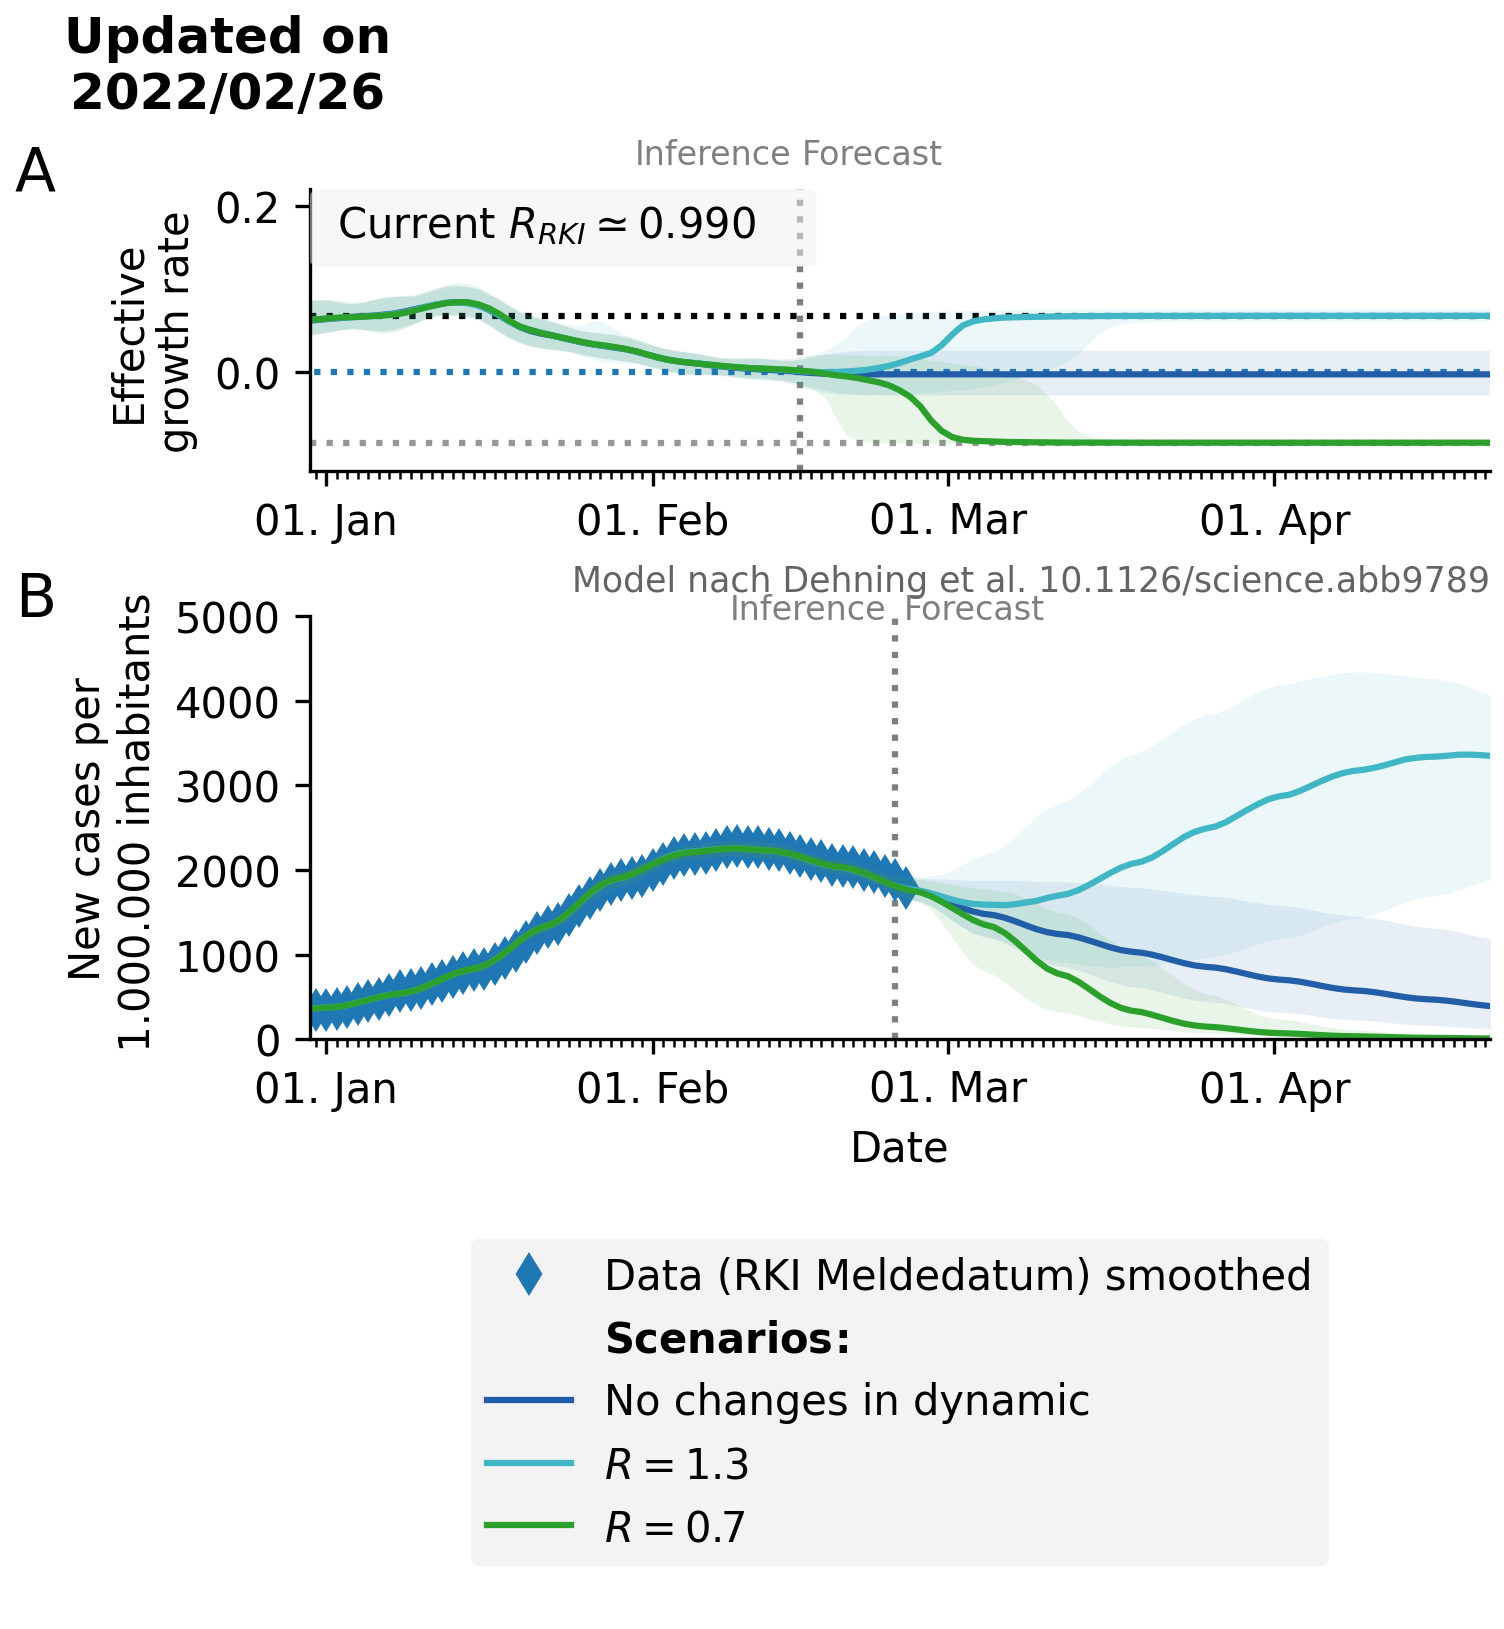 Updated on
2022/02/26
A
Inference Forecast
Effective
growth rate
0.2
0.0
Current R_RKI ≃ 0.990
01. Jan
01. Feb
01. Mar
01. Apr
B
Model nach Dehning et al. 10.1126/science.abb9789
Inference Forecast
New cases per
1.000.000 inhabitants
5000
4000
3000
2000
1000
0
01. Jan
01. Feb
01. Mar
01. Apr
Date
Data (RKI Meldedatum) smoothed
Scenarios:
No changes in dynamic
R = 1.3
R = 0.7